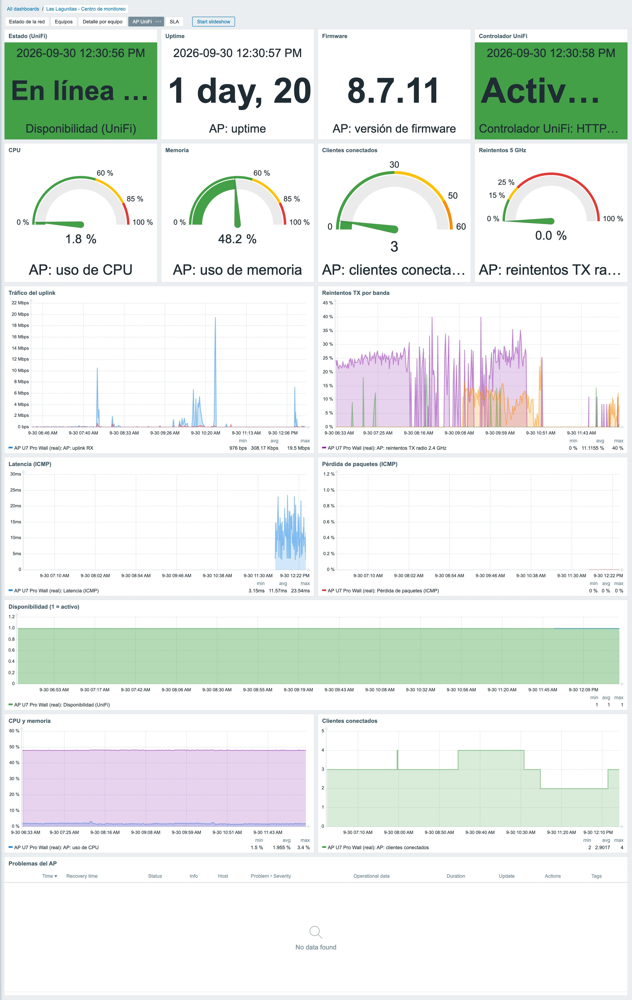 All dashboards / Las Lagunitas - Centro de monitoreo
Estado de la red Equipos Detalle por equipo AP UniFi ••• SLA Start slideshow
Estado (UniFi)
2026-09-30 12:30:56 PM
En línea ...
Disponibilidad (UniFi)
Uptime
2026-09-30 12:30:57 PM
1 day, 20
AP: uptime
Firmware
8.7.11
AP: versión de firmware
Controlador UniFi
2026-09-30 12:30:58 PM
Activ...
Controlador UniFi: HTTP...
CPU
60 %
85 %
0 % 100 %
1.8 %
AP: uso de CPU
Memoria
60 %
85 %
0 % 100 %
48.2 %
AP: uso de memoria
Clientes conectados
30
50
0 60
3
AP: clientes conecta...
Reintentos 5 GHz
25 %
15 %
0 % 100 %
0.0 %
AP: reintentos TX ra...
Tráfico del uplink
22 Mbps
20 Mbps
18 Mbps
16 Mbps
14 Mbps
12 Mbps
10 Mbps
8 Mbps
6 Mbps
4 Mbps
2 Mbps
0 bps
9-30 06:46 AM 9-30 07:40 AM 9-30 08:33 AM 9-30 09:26 AM 9-30 10:20 AM 9-30 11:13 AM 9-30 12:06 PM
min avg max
AP U7 Pro Wall (real): AP: uplink RX 976 bps 308.17 Kbps 19.5 Mbps
Reintentos TX por banda
45 %
40 %
35 %
30 %
25 %
20 %
15 %
10 %
5 %
0 %
9-30 06:33 AM 9-30 07:25 AM 9-30 08:16 AM 9-30 09:08 AM 9-30 09:59 AM 9-30 10:51 AM 9-30 11:43 AM
min avg max
AP U7 Pro Wall (real): AP: reintentos TX radio 2.4 GHz 0 % 11.1155 % 40 %
Latencia (ICMP)
30ms
25ms
20ms
15ms
10ms
5ms
0
9-30 07:10 AM 9-30 08:02 AM 9-30 08:54 AM 9-30 09:46 AM 9-30 10:38 AM 9-30 11:30 AM 9-30 12:22 PM
min avg max
AP U7 Pro Wall (real): Latencia (ICMP) 3.15ms 11.57ms 23.54ms
Pérdida de paquetes (ICMP)
1.2 %
1.0 %
0.8 %
0.6 %
0.4 %
0.2 %
0 %
9-30 07:10 AM 9-30 08:02 AM 9-30 08:54 AM 9-30 09:46 AM 9-30 10:38 AM 9-30 11:30 AM 9-30 12:22 PM
min avg max
AP U7 Pro Wall (real): Pérdida de paquetes (ICMP) 0 % 0 % 0 %
Disponibilidad (1 = activo)
1.2
1.0
0.8
0.6
0.4
0.2
0
9-30 06:53 AM 9-30 07:17 AM 9-30 07:42 AM 9-30 08:06 AM 9-30 08:30 AM 9-30 08:55 AM 9-30 09:19 AM 9-30 09:43 AM 9-30 10:08 AM 9-30 10:32 AM 9-30 10:56 AM 9-30 11:20 AM 9-30 11:45 AM 9-30 12:09 PM
min avg max
AP U7 Pro Wall (real): Disponibilidad (UniFi) 1 1 1
CPU y memoria
60 %
50 %
40 %
30 %
20 %
10 %
0 %
9-30 06:33 AM 9-30 07:25 AM 9-30 08:16 AM 9-30 09:08 AM 9-30 09:59 AM 9-30 10:51 AM 9-30 11:43 AM
min avg max
AP U7 Pro Wall (real): AP: uso de CPU 1.5 % 1.955 % 3.4 %
Clientes conectados
5
4
3
2
1
0
9-30 07:10 AM 9-30 08:00 AM 9-30 08:50 AM 9-30 09:40 AM 9-30 10:30 AM 9-30 11:20 AM 9-30 12:10 PM
min avg max
AP U7 Pro Wall (real): AP: clientes conectados 2 2.9017 4
Problemas del AP
Time ▼ Recovery time Status Info Host Problem • Severity Operational data Duration Update Actions Tags
No data found